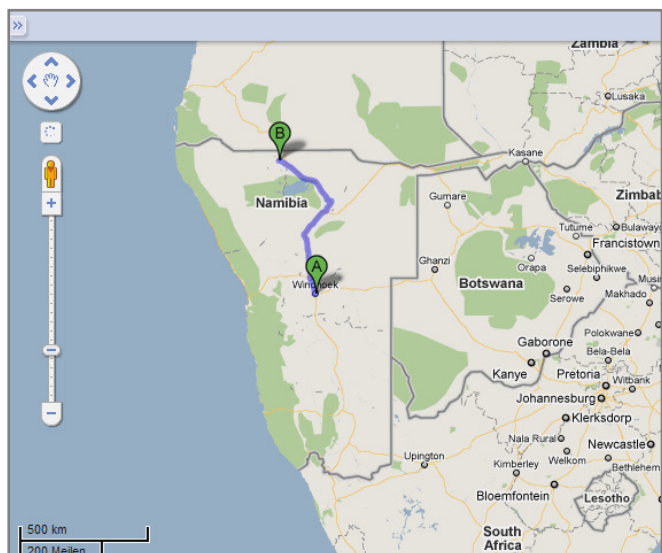 »
Zambia
Lusaka
B
Kasane
Namibia
Gumare
Zimbab
Tutume
Bulawayo
Francistown
A
Ghanzi
Orapa
Selebiphikwe
Windhoek
Botswana
Serowe
Makhado
Polokwane
Gaborone
Bela-Bela
Kanye
Pretoria
Witbank
Johannesburg
Klerksdorp
Nala Rural
Newcastle
Upington
Kimberley
Welkom
Bethlehem
Bloemfontein
Lesotho
500 km
South
Africa
200 Meilen